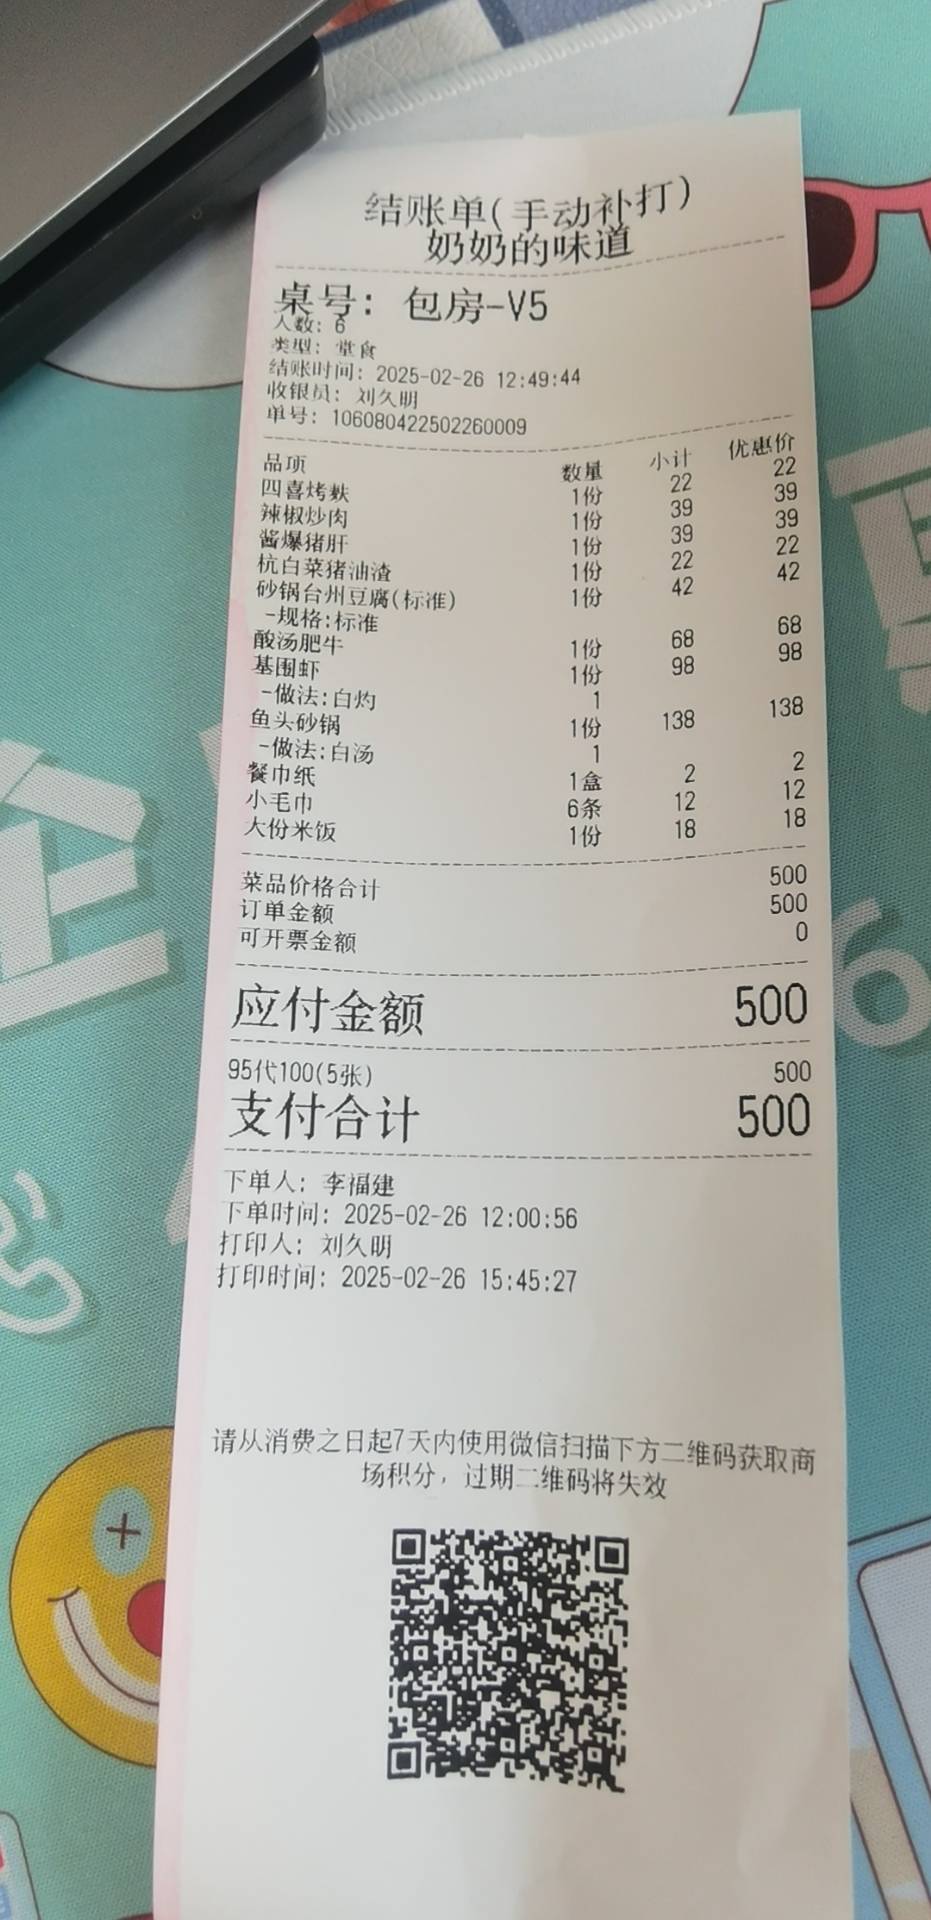 结账单(手动补打)
奶奶的味道
桌号: 包房-V5
人数: 6
类型: 堂食
结账时间: 2025-02-26 12:49:44
收银员: 刘久明
单号: 106080422502260009
品项 数量 小计 优惠价
四喜烤麸 1份 22 22
辣椒炒肉 1份 39 39
酱爆猪肝 1份 39 39
杭白菜猪油渣 1份 22 22
砂锅台州豆腐(标准) 1份 42 42
-规格:标准
酸汤肥牛 1份 68 68
基围虾 1份 98 98
-做法:白灼 1
鱼头砂锅 1份 138 138
-做法:白汤 1
餐巾纸 1盒 2 2
小毛巾 6条 12 12
大份米饭 1份 18 18
菜品价格合计 500
订单金额 500
可开票金额 0
应付金额 500
95代100(5张) 500
支付合计 500
下单人: 李福建
下单时间: 2025-02-26 12:00:56
打印人: 刘久明
打印时间: 2025-02-26 15:45:27
请从消费之日起7天内使用微信扫描下方二维码获取商
场积分，过期二维码将失效